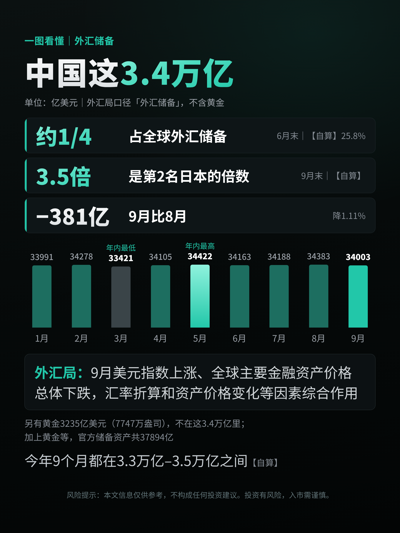 一图看懂｜外汇储备
中国这3.4万亿
单位：亿美元｜外汇局口径「外汇储备」，不含黄金
约1/4 占全球外汇储备 6月末｜【自算】25.8%
3.5倍 是第2名日本的倍数 9月末｜【自算】
−381亿 9月比8月 降1.11%
年内最低 年内最高
33991 34278 33421 34105 34422 34163 34188 34383 34003
1月 2月 3月 4月 5月 6月 7月 8月 9月
外汇局：9月美元指数上涨、全球主要金融资产价格
总体下跌，汇率折算和资产价格变化等因素综合作用
另有黄金3235亿美元（7747万盎司），不在这3.4万亿里；
加上黄金等，官方储备资产共37894亿
今年9个月都在3.3万亿–3.5万亿之间【自算】
风险提示：本文信息仅供参考，不构成任何投资建议。投资有风险，入市需谨慎。